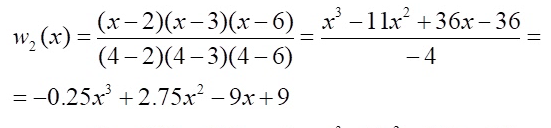 w₂(x) = (x−2)(x−3)(x−6) / (4−2)(4−3)(4−6) = x³ −11x² +36x −36 / −4 =
= −0.25x³ + 2.75x² − 9x + 9